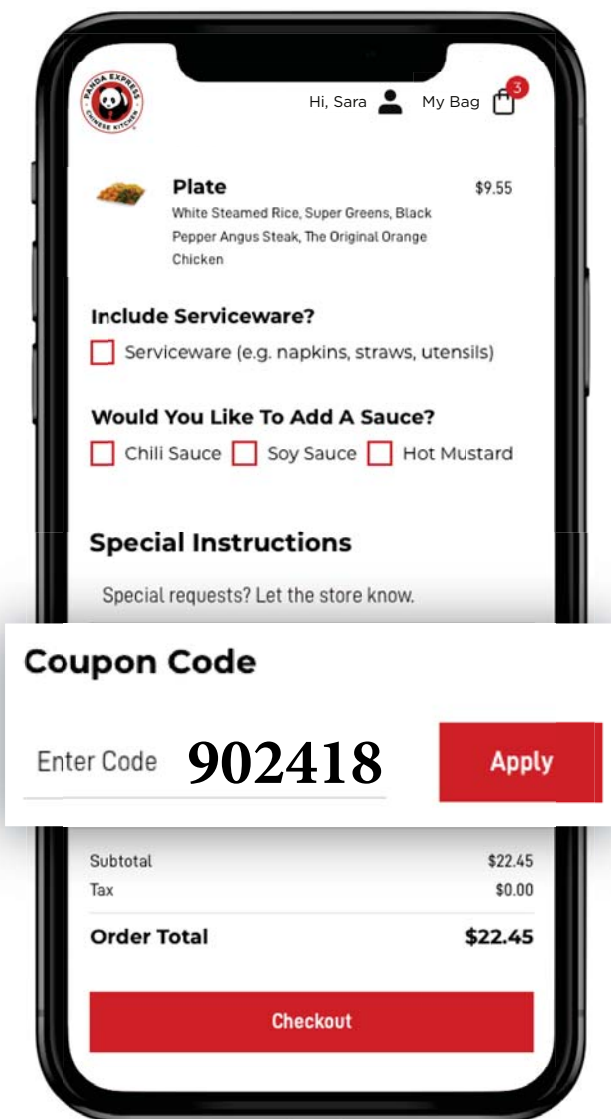 PANDA EXPRESS
CHINESE KITCHEN
Hi, Sara My Bag 3
Plate $9.55
White Steamed Rice, Super Greens, Black
Pepper Angus Steak, The Original Orange
Chicken
Include Serviceware?
Serviceware (e.g. napkins, straws, utensils)
Would You Like To Add A Sauce?
Chili Sauce Soy Sauce Hot Mustard
Special Instructions
Special requests? Let the store know.
Coupon Code
Enter Code 902418 Apply
Subtotal $22.45
Tax $0.00
Order Total $22.45
Checkout